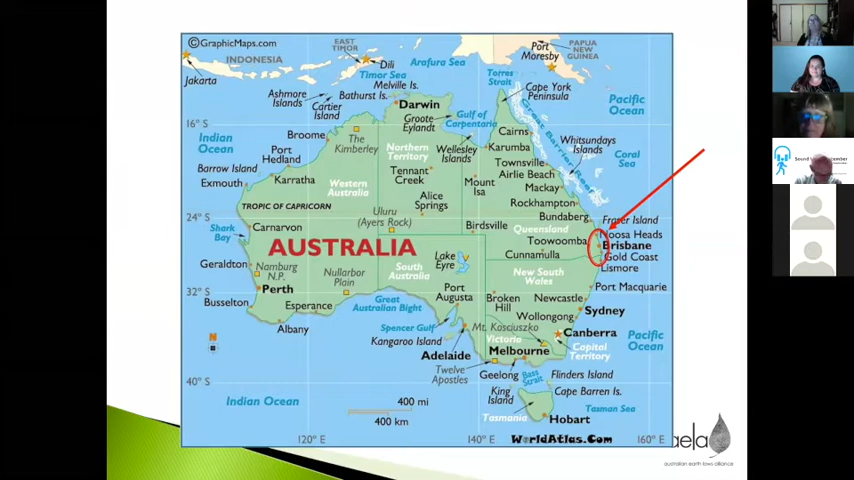 ©GraphicMaps.com
INDONESIA
Jakarta
EAST
TIMOR
Dili
Timor Sea
Arafura Sea
Port
Moresby
PAPUA
NEW
GUINEA
Torres
Strait
Ashmore
Islands
Cartier
Island
Bathurst Is.
Melville Is.
Darwin
Groote
Eylandt
Gulf of
Carpentaria
Cape York
Peninsula
Pacific
Ocean
16° S
Indian
Ocean
Broome
The
Kimberley
Northern
Territory
Wellesley
Islands
Cairns
Karumba
Great Barrier Reef
Whitsundays
Islands
Coral
Sea
Port
Hedland
Barrow Island
Exmouth
Karratha
Western
Australia
Tennant
Creek
Mount
Isa
Townsville
Airlie Beach
Mackay
Rockhampton
TROPIC OF CAPRICORN
Alice
Springs
Uluru
(Ayers Rock)
Birdsville
Bundaberg
Queensland
Fraser Island
24° S
Shark
Bay
Carnarvon
AUSTRALIA
Toowoomba
Cunnamulla
Noosa Heads
Brisbane
Gold Coast
Lismore
Geraldton
Namburg
N.P.
Nullarbor
Plain
South
Australia
Lake
Eyre
New South
Wales
Perth
32° S
Busselton
Esperance
Albany
Great
Australian Bight
Port
Augusta
Broken
Hill
Newcastle
Port Macquarie
Sydney
Wollongong
Spencer Gulf
Kangaroo Island
Mt. Kosciuszko
Canberra
Capital
Territory
Pacific
Ocean
Adelaide
Victoria
Melbourne
Twelve
Apostles
Geelong
Bass
Strait
Flinders Island
King
Island
Cape Barren Is.
N
40° S
Indian Ocean
400 mi
400 km
Tasmania
Tasman Sea
Hobart
120° E
140° E
160° E
WorldAtlas.Com
aela
australian earth laws alliance